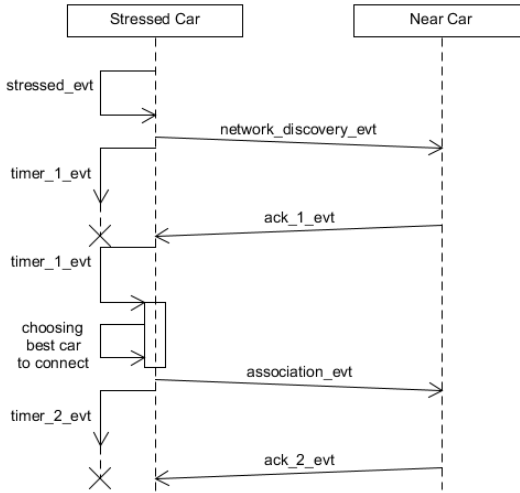 Stressed Car
Near Car
stressed_evt
network_discovery_evt
timer_1_evt
ack_1_evt
timer_1_evt
choosing
best car
to connect
association_evt
timer_2_evt
ack_2_evt